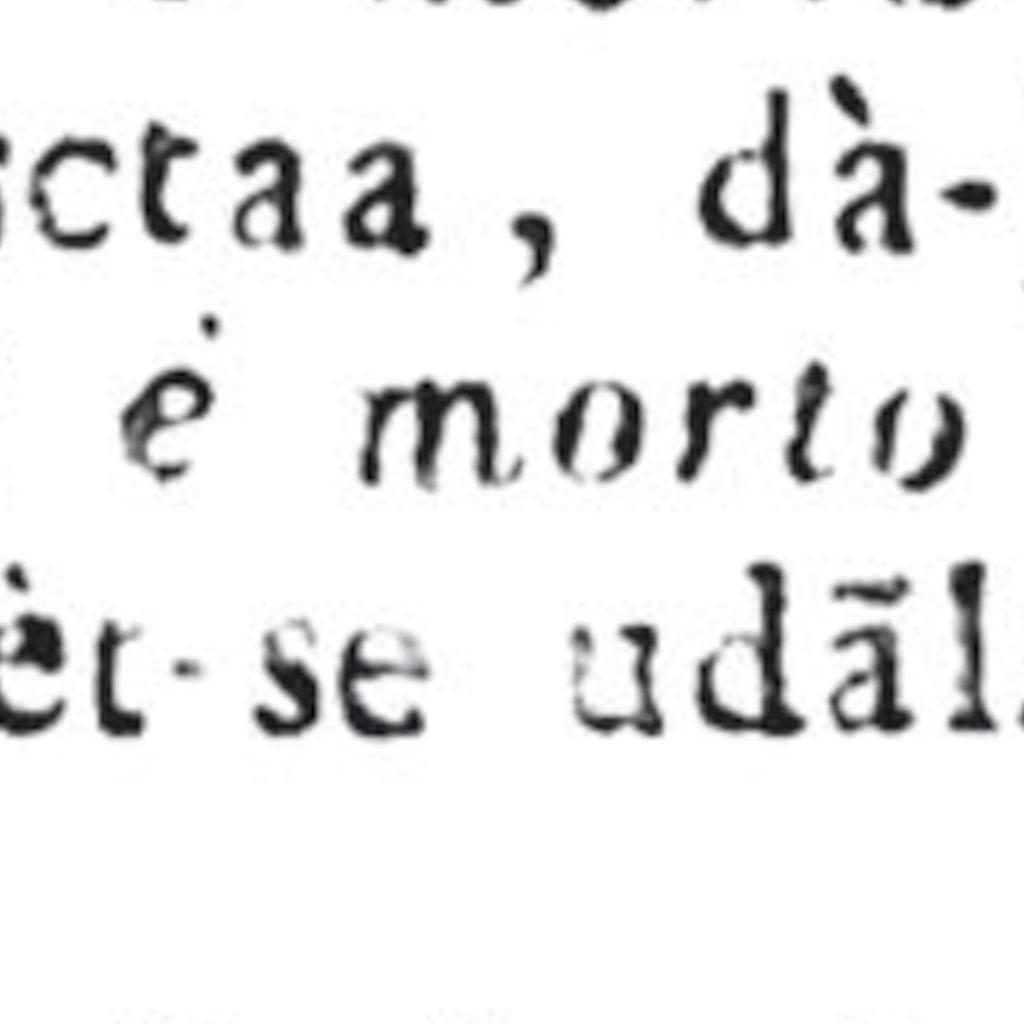 ctaa, dà-
é morto
èt-se udãl